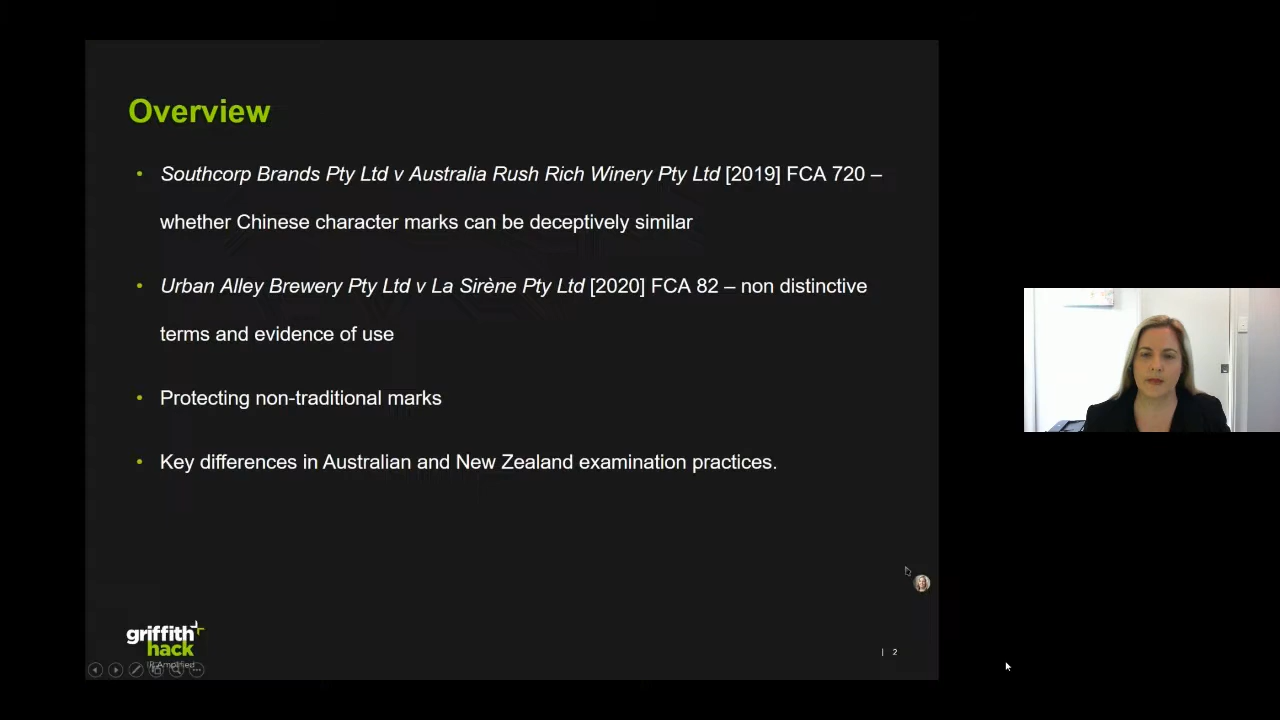 Overview
• Southcorp Brands Pty Ltd v Australia Rush Rich Winery Pty Ltd [2019] FCA 720 –
whether Chinese character marks can be deceptively similar
• Urban Alley Brewery Pty Ltd v La Sirène Pty Ltd [2020] FCA 82 – non distinctive
terms and evidence of use
• Protecting non-traditional marks
• Key differences in Australian and New Zealand examination practices.
griffith
hack
IP Amplified
| 2